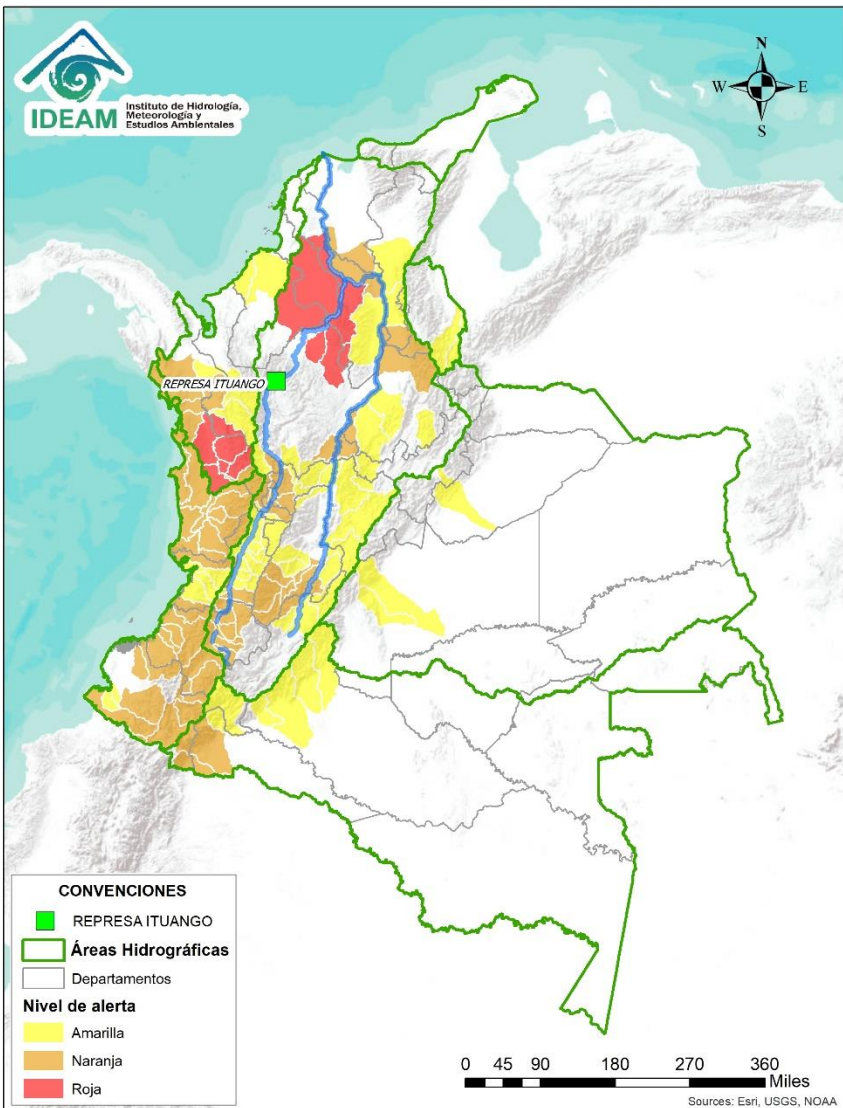 IDEAM
Instituto de Hidrología,
Meteorología y
Estudios Ambientales
N
W
E
S
REPRESA ITUANGO
CONVENCIONES
REPRESA ITUANGO
Áreas Hidrográficas
Departamentos
Nivel de alerta
Amarilla
Naranja
Roja
0 45 90 180 270 360
Miles
Sources: Esri, USGS, NOAA